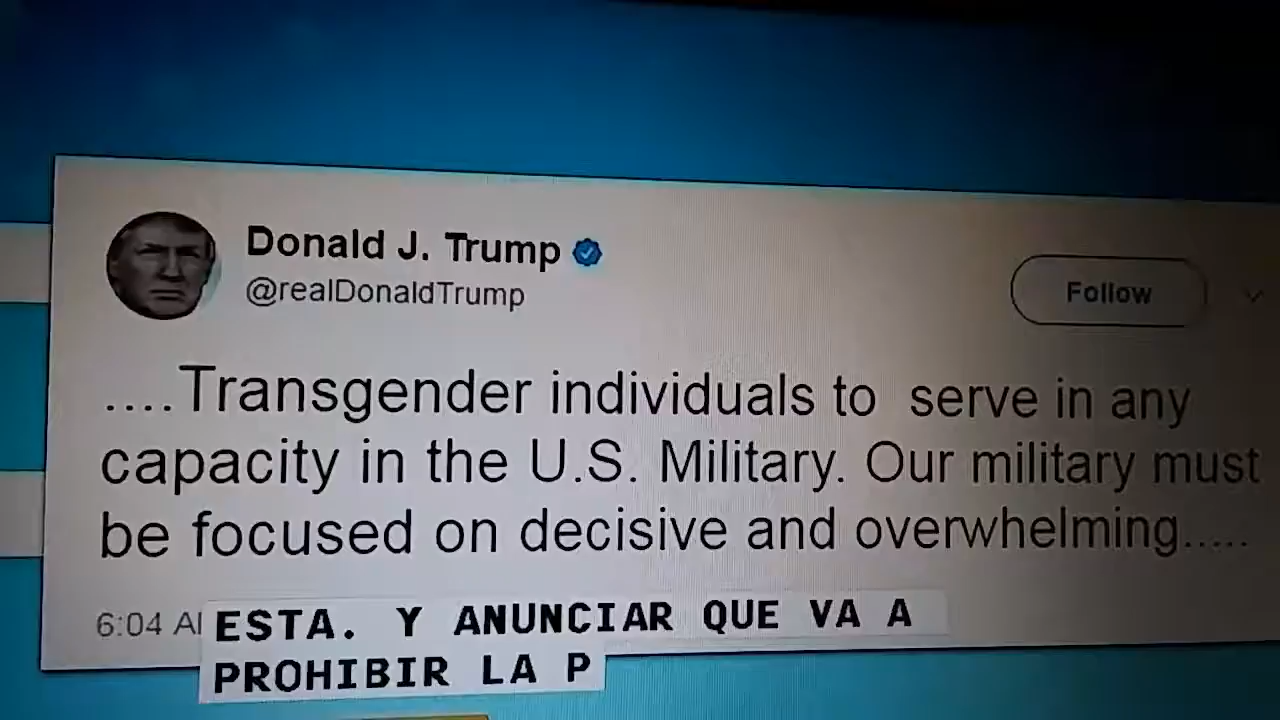 Donald J. Trump
@realDonaldTrump
Follow
....Transgender individuals to serve in any
capacity in the U.S. Military. Our military must
be focused on decisive and overwhelming.....
6:04 A
ESTA. Y ANUNCIAR QUE VA A
PROHIBIR LA P